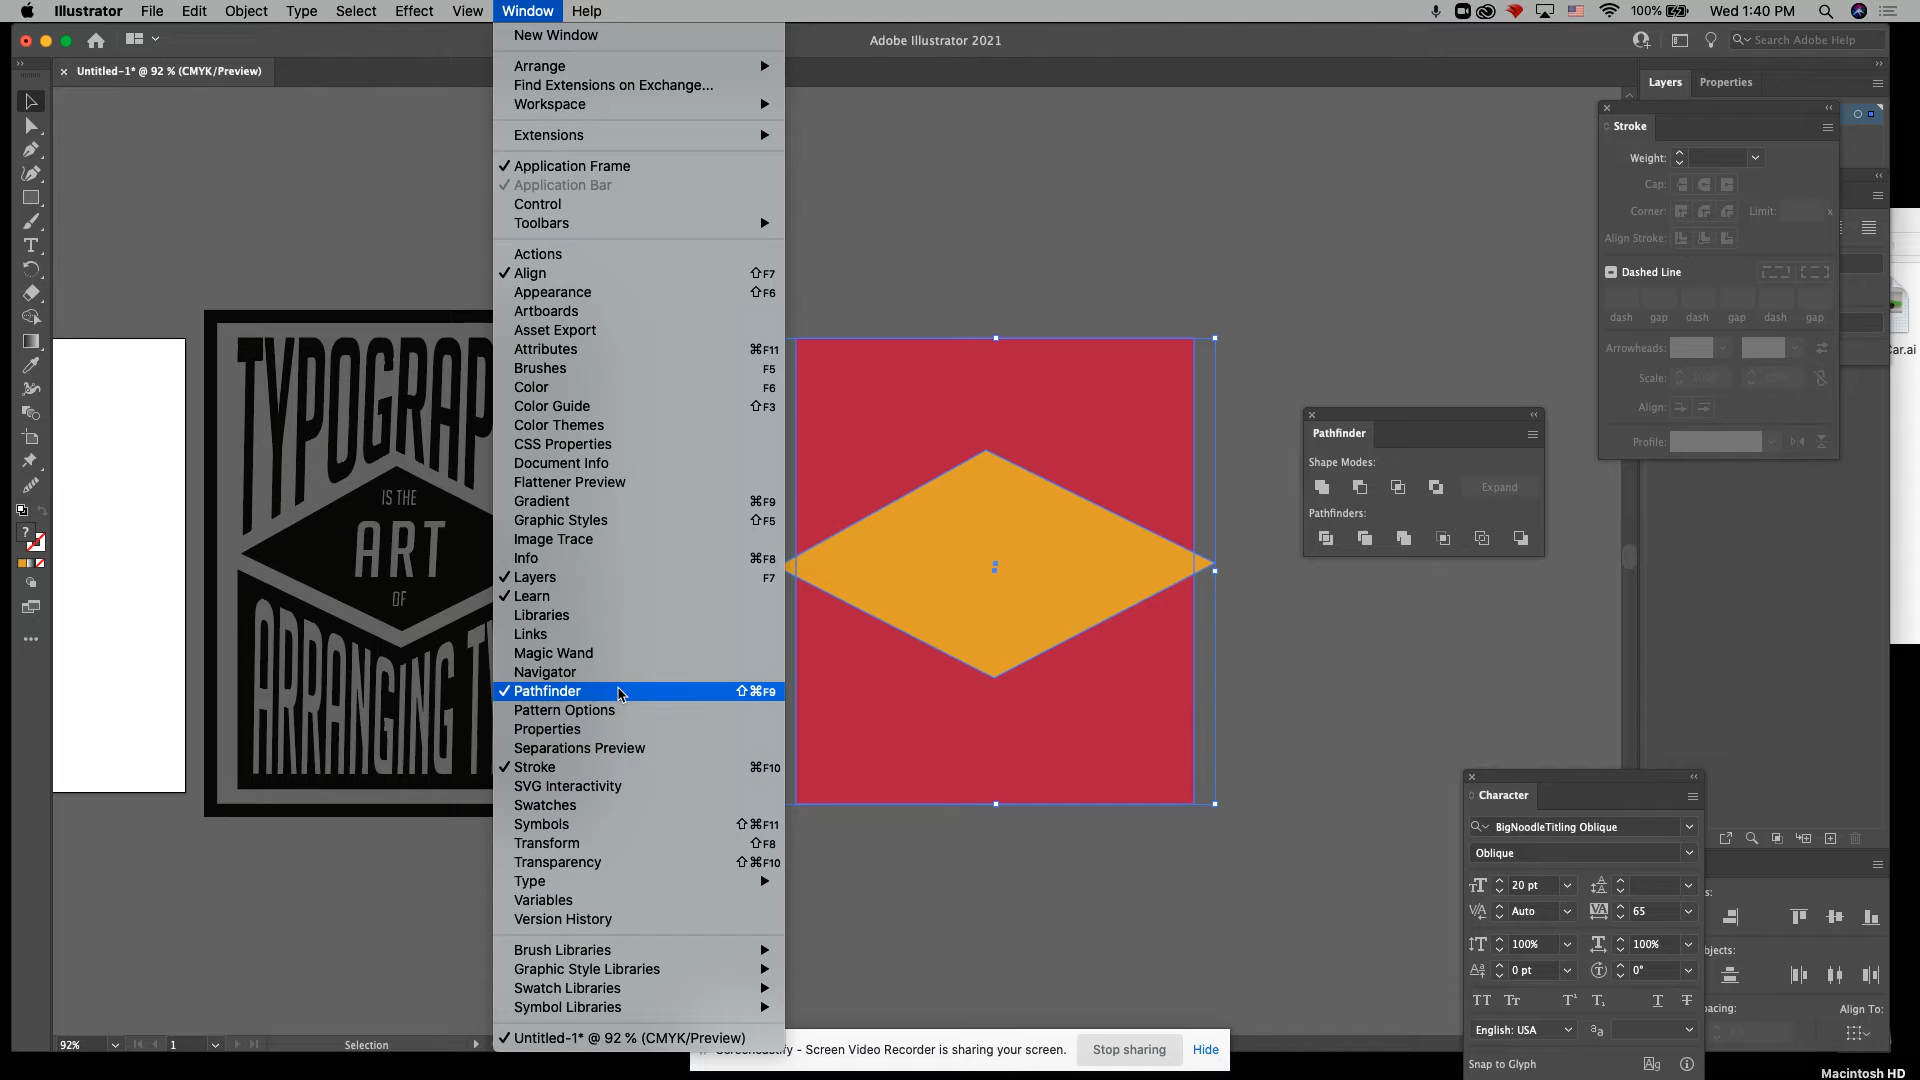 Illustrator File Edit Object Type Select Effect View Window Help
100% Wed 1:40 PM
Adobe Illustrator 2021
Search Adobe Help
× Untitled-1* @ 92 % (CMYK/Preview)
New Window
Arrange
Find Extensions on Exchange...
Workspace
Extensions
✓ Application Frame
✓ Application Bar
Control
Toolbars
Actions
✓ Align ⇧F7
Appearance ⇧F6
Artboards
Asset Export
Attributes ⌘F11
Brushes F5
Color F6
Color Guide ⇧F3
Color Themes
CSS Properties
Document Info
Flattener Preview
Gradient ⌘F9
Graphic Styles ⇧F5
Image Trace
Info ⌘F8
✓ Layers F7
✓ Learn
Libraries
Links
Magic Wand
Navigator
✓ Pathfinder ⇧⌘F9
Pattern Options
Properties
Separations Preview
✓ Stroke ⌘F10
SVG Interactivity
Swatches
Symbols ⇧⌘F11
Transform ⇧F8
Transparency ⇧⌘F10
Type
Variables
Version History
Brush Libraries
Graphic Style Libraries
Swatch Libraries
Symbol Libraries
✓ Untitled-1* @ 92 % (CMYK/Preview)
TYPOGRAP
IS THE
ART
OF
ARRANGING TY
Layers Properties
Stroke
Weight:
Cap:
Corner: Limit: x
Align Stroke:
Dashed Line
dash gap dash gap dash gap
Arrowheads:
Scale:
Align:
Profile:
Car.ai
Pathfinder
Shape Modes:
Expand
Pathfinders:
Character
BigNoodleTitling Oblique
Oblique
20 pt
Auto 65
100% 100%
0 pt 0°
English: USA
Snap to Glyph
s:
bjects:
pacing: Align To:
92% 1 Selection
Screencastify - Screen Video Recorder is sharing your screen. Stop sharing Hide
Macintosh HD